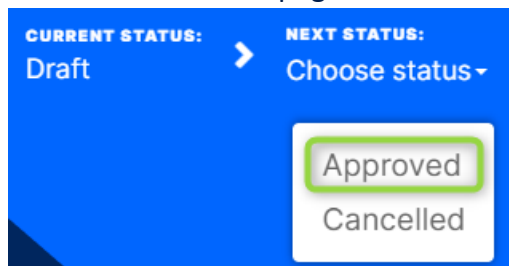 CURRENT STATUS:
Draft
NEXT STATUS:
Choose status
Approved
Cancelled